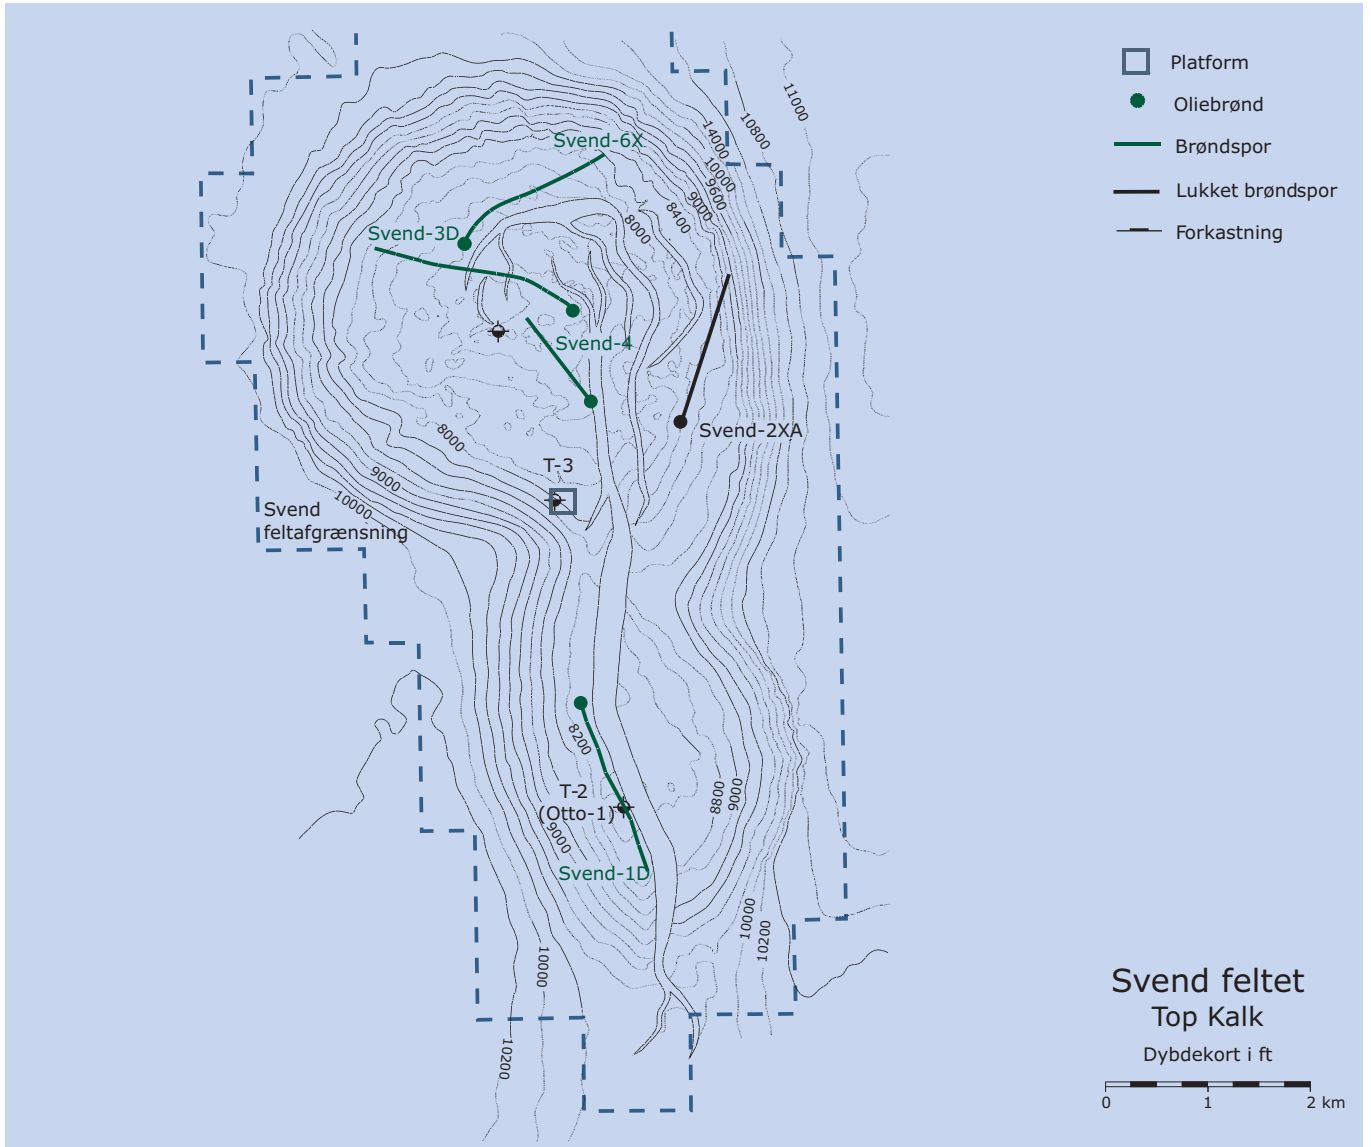 Platform
Oliebrønd
Brøndspor
Lukket brøndspor
Forkastning
11000
10800
14000
10000
9600
9000
8400
8000
Svend-6X
Svend-3D
Svend-4
Svend-2XA
8000
T-3
9000
10000
Svend
feltafgrænsning
8200
T-2
(Otto-1)
9000
8800
9000
Svend-1D
10000
10200
10000
10200
Svend feltet
Top Kalk
Dybdekort i ft
0 1 2 km